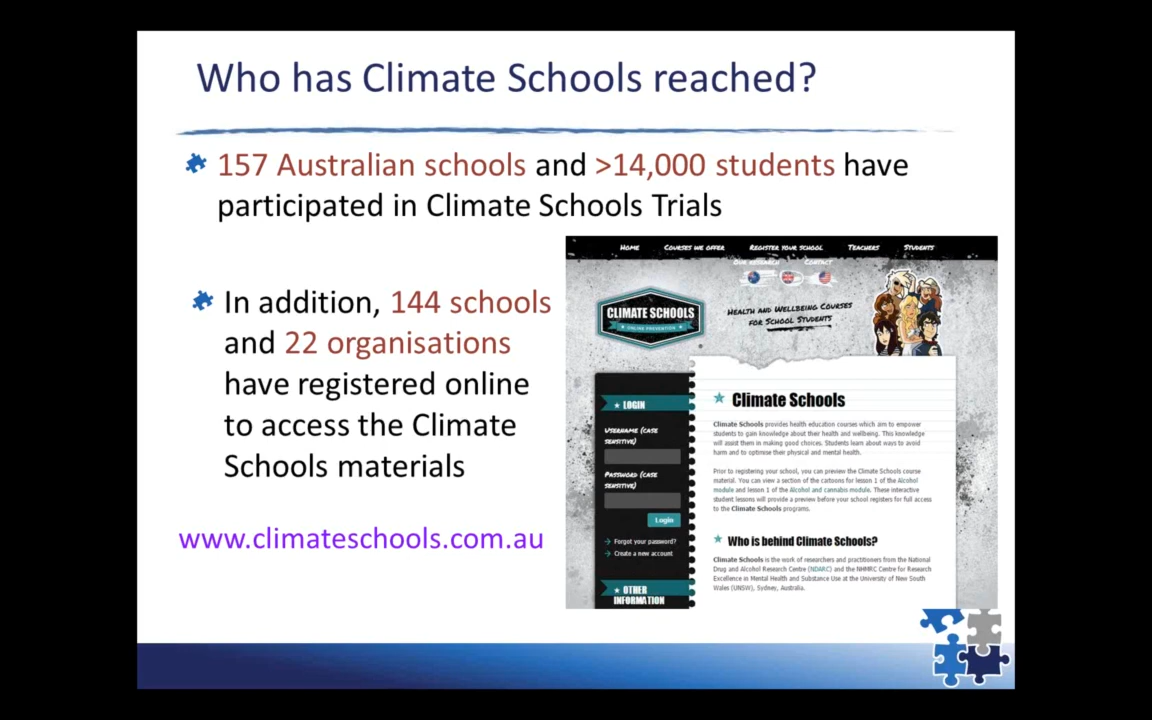 Who has Climate Schools reached?
157 Australian schools and >14,000 students have
participated in Climate Schools Trials
In addition, 144 schools
and 22 organisations
have registered online
to access the Climate
Schools materials
www.climateschools.com.au
HOME COURSES WE OFFER REGISTER YOUR SCHOOL TEACHERS STUDENTS
OUR RESEARCH CONTACT
CLIMATE SCHOOLS
ONLINE PREVENTION
HEALTH AND WELLBEING COURSES
FOR SCHOOL STUDENTS
LOGIN
USERNAME (CASE
SENSITIVE)
PASSWORD (CASE
SENSITIVE)
Login
Forgot your password?
Create a new account
OTHER
INFORMATION
Climate Schools
Climate Schools provides health education courses which aim to empower
students to gain knowledge about their health and wellbeing. This knowledge
will assist them in making good choices. Students learn about ways to avoid
harm and to optimise their physical and mental health.
Prior to registering your school, you can preview the Climate Schools course
material. You can view a section of the cartoons for lesson 1 of the Alcohol
module and lesson 1 of the Alcohol and cannabis module. These interactive
student lessons will provide a preview before your school registers for full access
to the Climate Schools programs.
Who is behind Climate Schools?
Climate Schools is the work of researchers and practitioners from the National
Drug and Alcohol Research Centre (NDARC) and the NHMRC Centre for Research
Excellence in Mental Health and Substance Use at the University of New South
Wales (UNSW), Sydney, Australia.